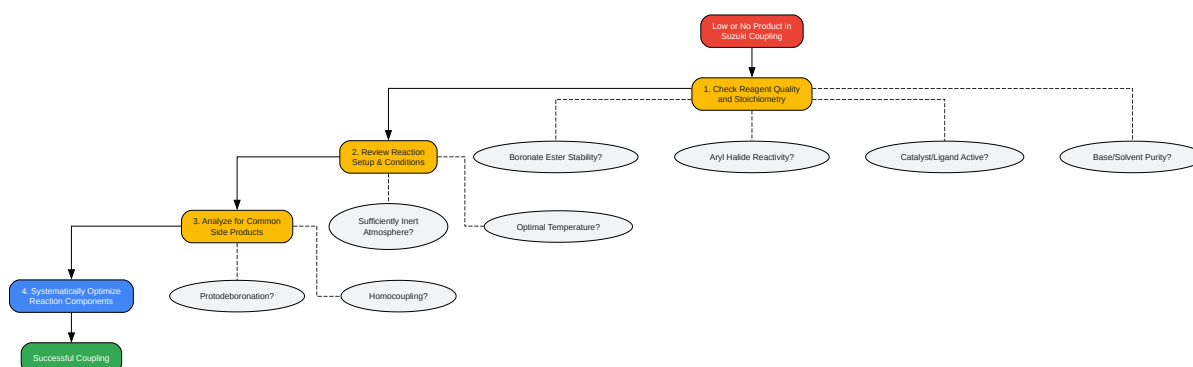 Low or No Product in
Suzuki Coupling
1. Check Reagent Quality
and Stoichiometry
2. Review Reaction
Setup & Conditions
Boronate Ester Stability?
Aryl Halide Reactivity?
Catalyst/Ligand Active?
Base/Solvent Purity?
3. Analyze for Common
Side Products
Sufficiently Inert
Atmosphere?
Optimal Temperature?
4. Systematically Optimize
Reaction Components
Protodeboronation?
Homocoupling?
Successful Coupling